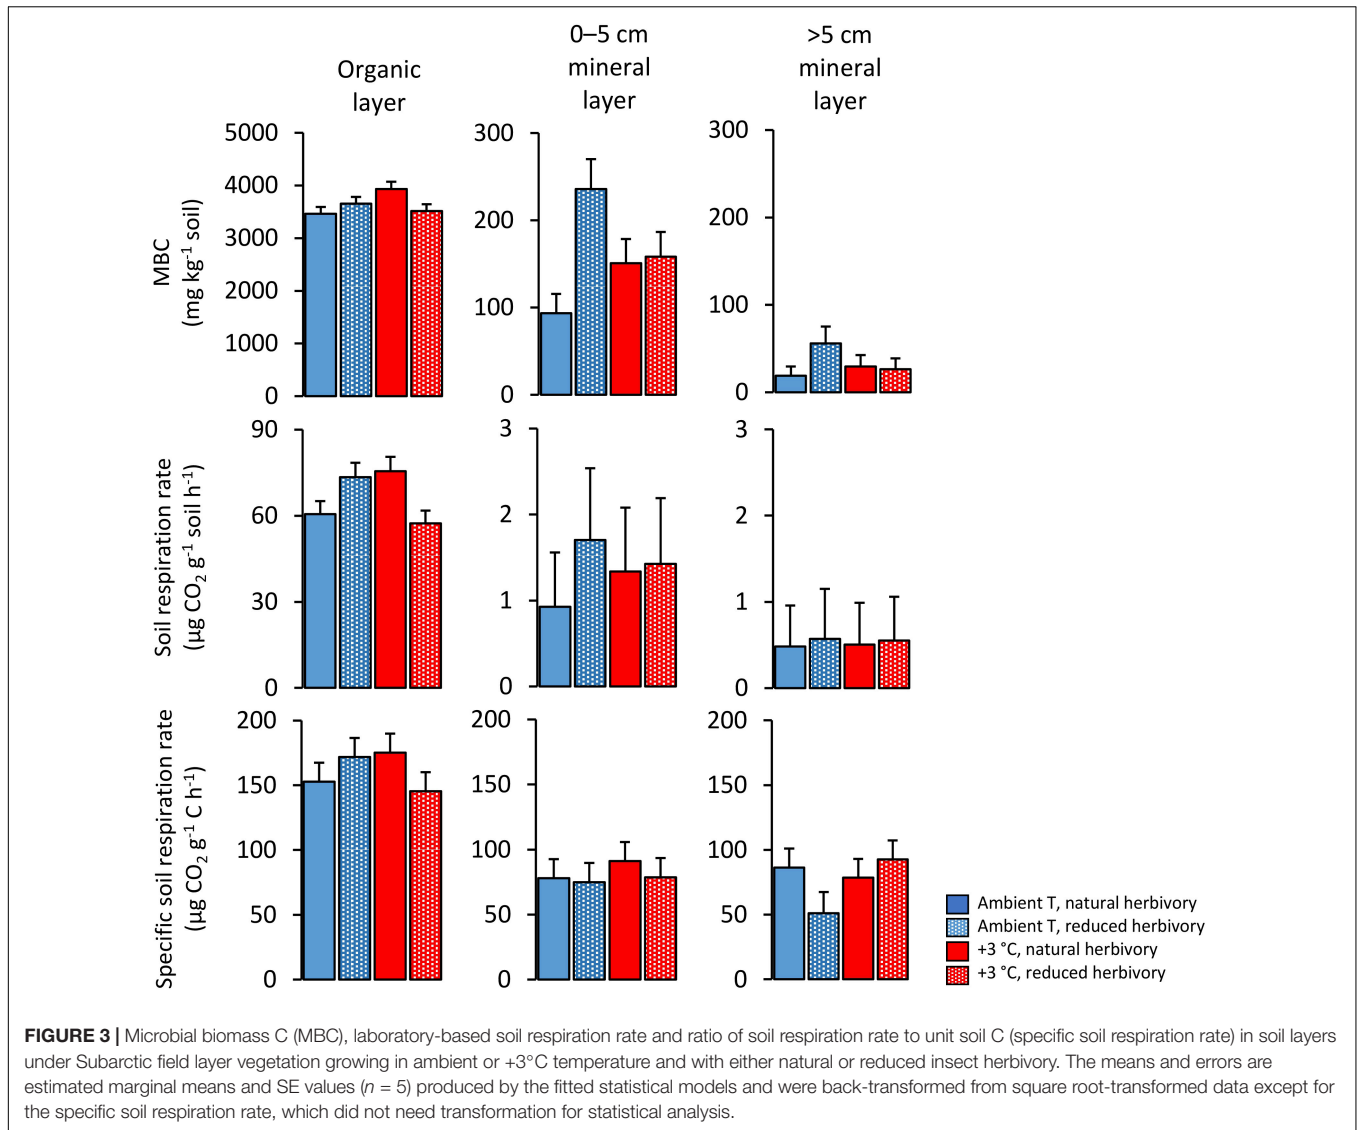 Organic
layer
0–5 cm
mineral
layer
>5 cm
mineral
layer
MBC
(mg kg⁻¹ soil)
5000
4000
3000
2000
1000
0
300
200
100
0
300
200
100
0
Soil respiration rate
(µg CO₂ g⁻¹ soil h⁻¹)
90
60
30
0
3
2
1
0
3
2
1
0
Specific soil respiration rate
(µg CO₂ g⁻¹ C h⁻¹)
200
150
100
50
0
200
150
100
50
0
200
150
100
50
0
Ambient T, natural herbivory
Ambient T, reduced herbivory
+3 °C, natural herbivory
+3 °C, reduced herbivory
FIGURE 3 | Microbial biomass C (MBC), laboratory-based soil respiration rate and ratio of soil respiration rate to unit soil C (specific soil respiration rate) in soil layers
under Subarctic field layer vegetation growing in ambient or +3°C temperature and with either natural or reduced insect herbivory. The means and errors are
estimated marginal means and SE values (n = 5) produced by the fitted statistical models and were back-transformed from square root-transformed data except for
the specific soil respiration rate, which did not need transformation for statistical analysis.